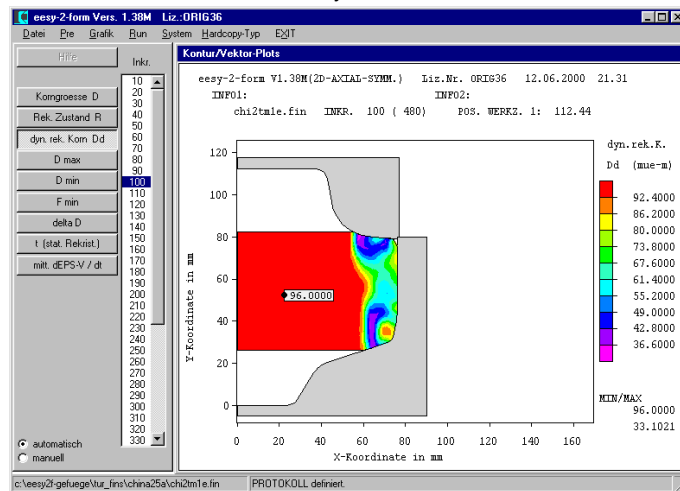 eesy-2-form Vers. 1.38M Liz.:ORIG36
Datei Pre Grafik Run System Hardcopy-Typ EXIT
Hilfe
Inkr.
Korngroesse D
Rek. Zustand R
dyn. rek. Korn Dd
D max
D min
F min
delta D
t (stat. Rekrist.)
mitt. dEPS-V / dt
10
20
30
40
50
60
70
80
90
100
110
120
130
140
150
160
170
180
190
200
210
220
230
240
250
260
270
280
290
300
310
320
330
automatisch
manuell
Kontur/Vektor-Plots
eesy-2-form V1.38M(2D-AXIAL-SYMM.) Liz.Nr. ORIG36 12.06.2000 21.31
INFO1: INFO2:
chi2tm1e.fin INKR. 100 ( 480) POS. WERKZ. 1: 112.44
dyn.rek.K.
Dd (mue-m)
92.4000
86.2000
80.0000
73.8000
67.6000
61.4000
55.2000
49.0000
42.8000
36.6000
MIN/MAX
96.0000
33.1021
120
100
80
60
40
20
0
Y-Koordinate in mm
96.0000
0 20 40 60 80 100 120 140 160
X-Koordinate in mm
c:\eesy2f-gefuege\tur_fins\china25a\chi2tm1e.fin PROTOKOLL definiert.